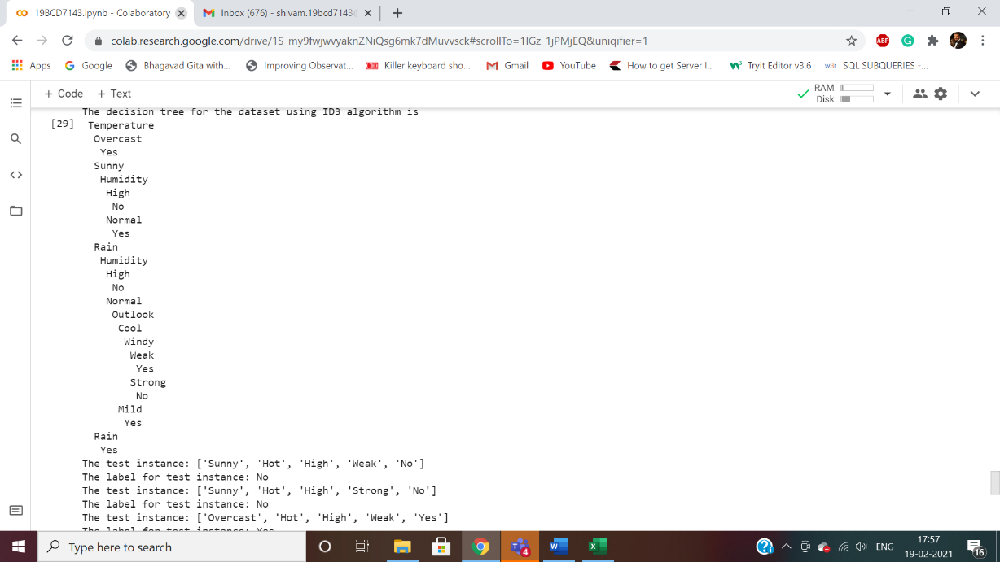 19BCD7143.ipynb - Colaboratory
Inbox (676) - shivam.19bcd7143
colab.research.google.com/drive/1S_my9fwjwvyaknZNiQsg6mk7dMuvvsck#scrollTo=1lGz_1jPMjEQ&uniqifier=1
ABP
Apps Google Bhagavad Gita with... Improving Observat... Killer keyboard sho... Gmail YouTube How to get Server I... Tryit Editor v3.6 SQL SUBQUERIES -...
+ Code + Text RAM
Disk
The decision tree for the dataset using ID3 algorithm is
[29] Temperature
Overcast
Yes
Sunny
Humidity
High
No
Normal
Yes
Rain
Humidity
High
No
Normal
Outlook
Cool
Windy
Weak
Yes
Strong
No
Mild
Yes
Rain
Yes
The test instance: ['Sunny', 'Hot', 'High', 'Weak', 'No']
The label for test instance: No
The test instance: ['Sunny', 'Hot', 'High', 'Strong', 'No']
The label for test instance: No
The test instance: ['Overcast', 'Hot', 'High', 'Weak', 'Yes']
The label for test instance: Yes
Type here to search
4
ENG
17:57
19-02-2021
16